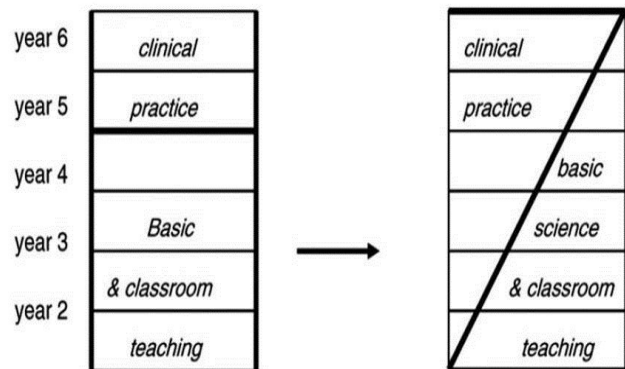 year 6
year 5
year 4
year 3
year 2
clinical
practice
Basic
& classroom
teaching
clinical
practice
basic
science
& classroom
teaching